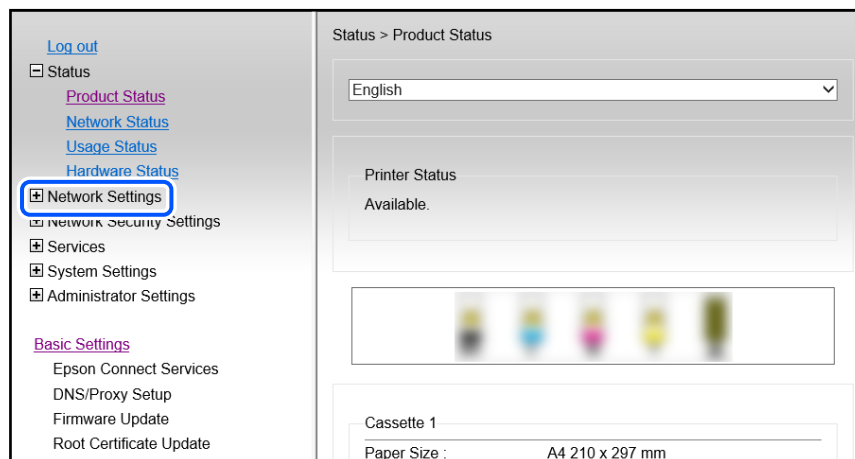 Log out
Status
Product Status
Network Status
Usage Status
Hardware Status
Network Settings
Network Security Settings
Services
System Settings
Administrator Settings
Basic Settings
Epson Connect Services
DNS/Proxy Setup
Firmware Update
Root Certificate Update
Status > Product Status
English
Printer Status
Available.
Cassette 1
Paper Size : A4 210 x 297 mm